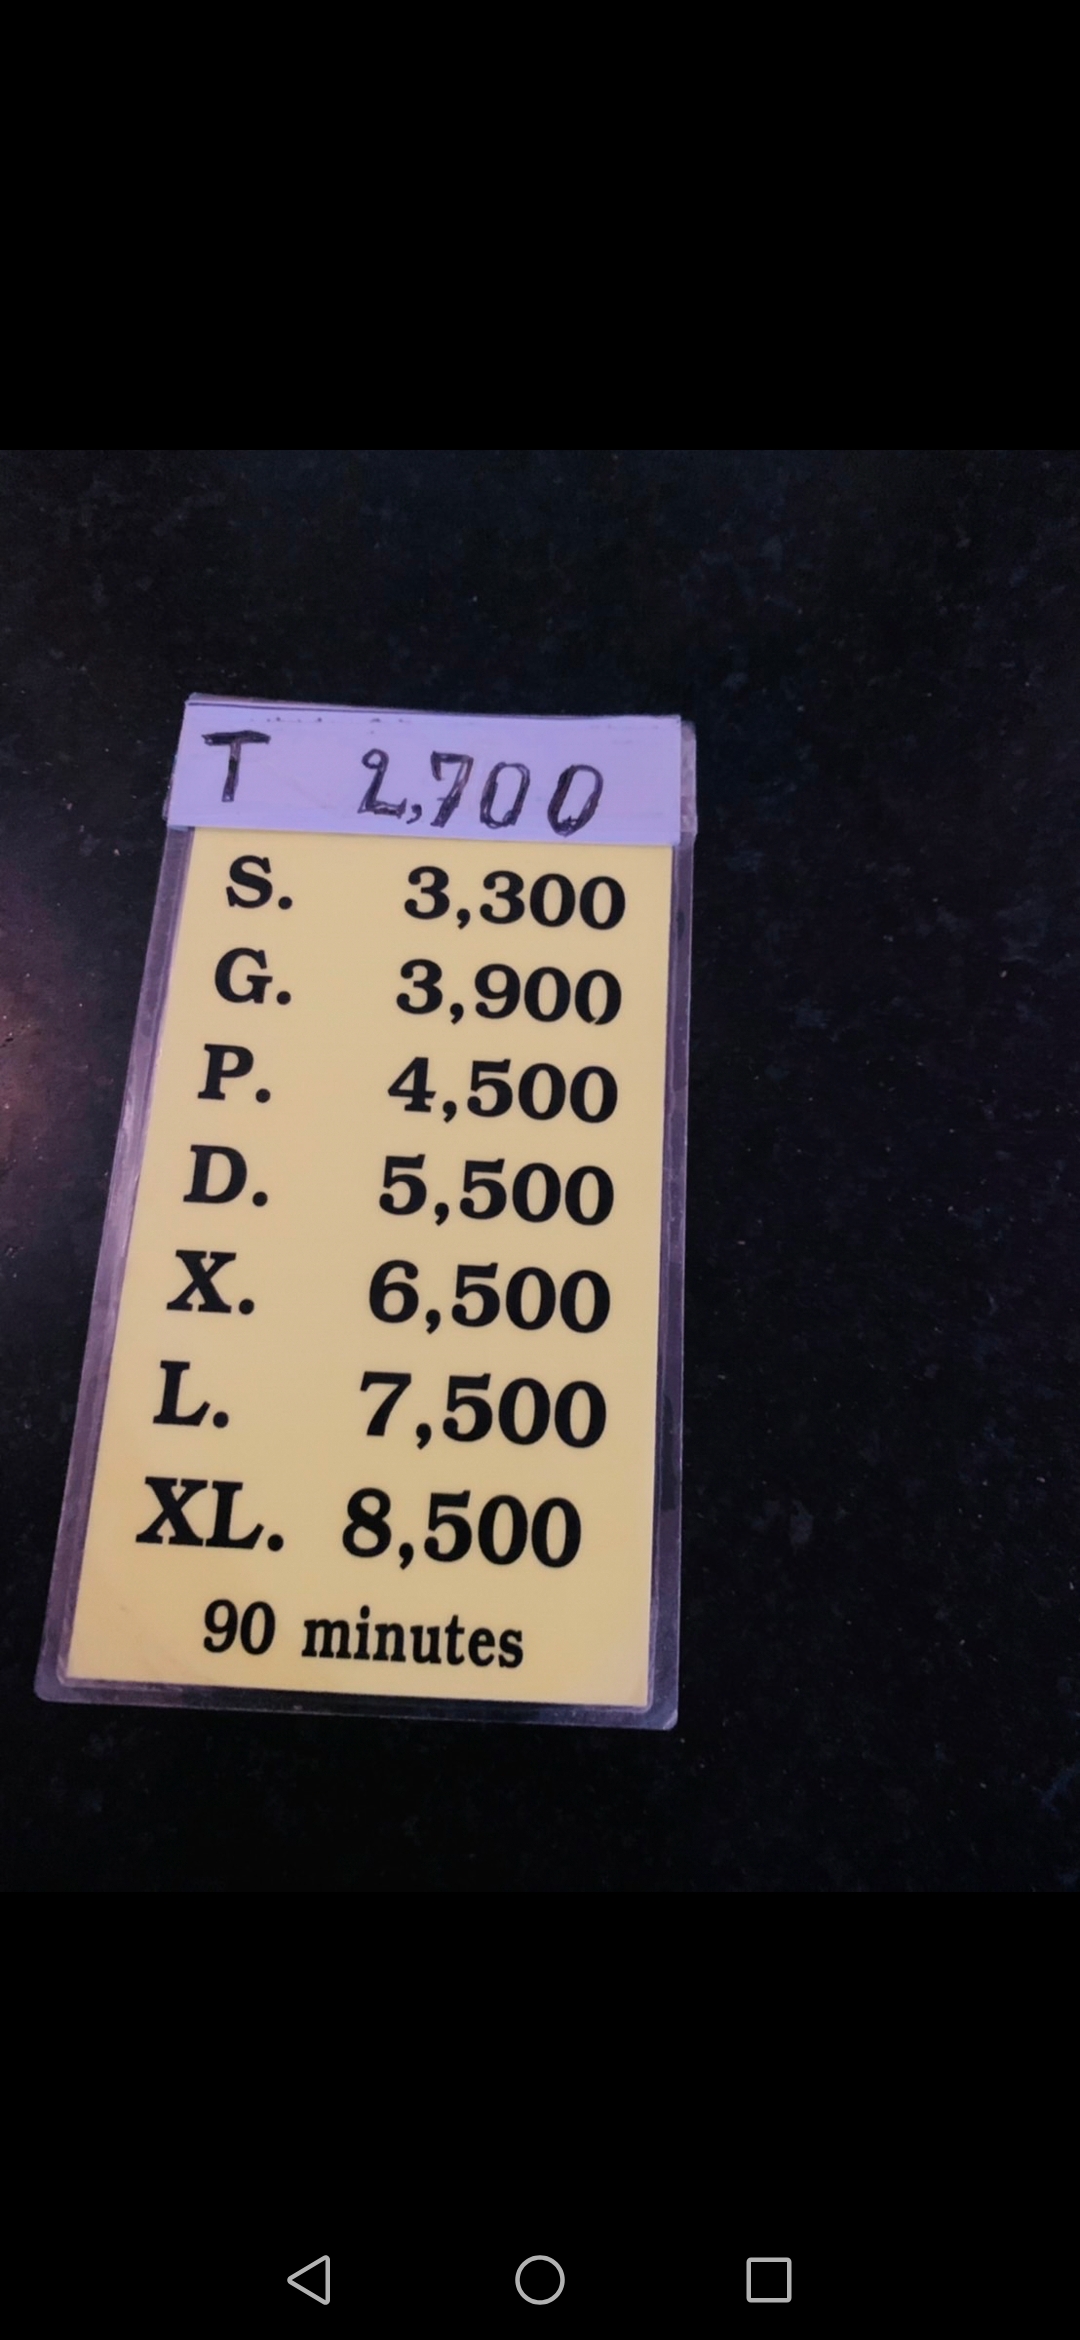 T 2,700
S. 3,300
G. 3,900
P. 4,500
D. 5,500
X. 6,500
L. 7,500
XL. 8,500
90 minutes